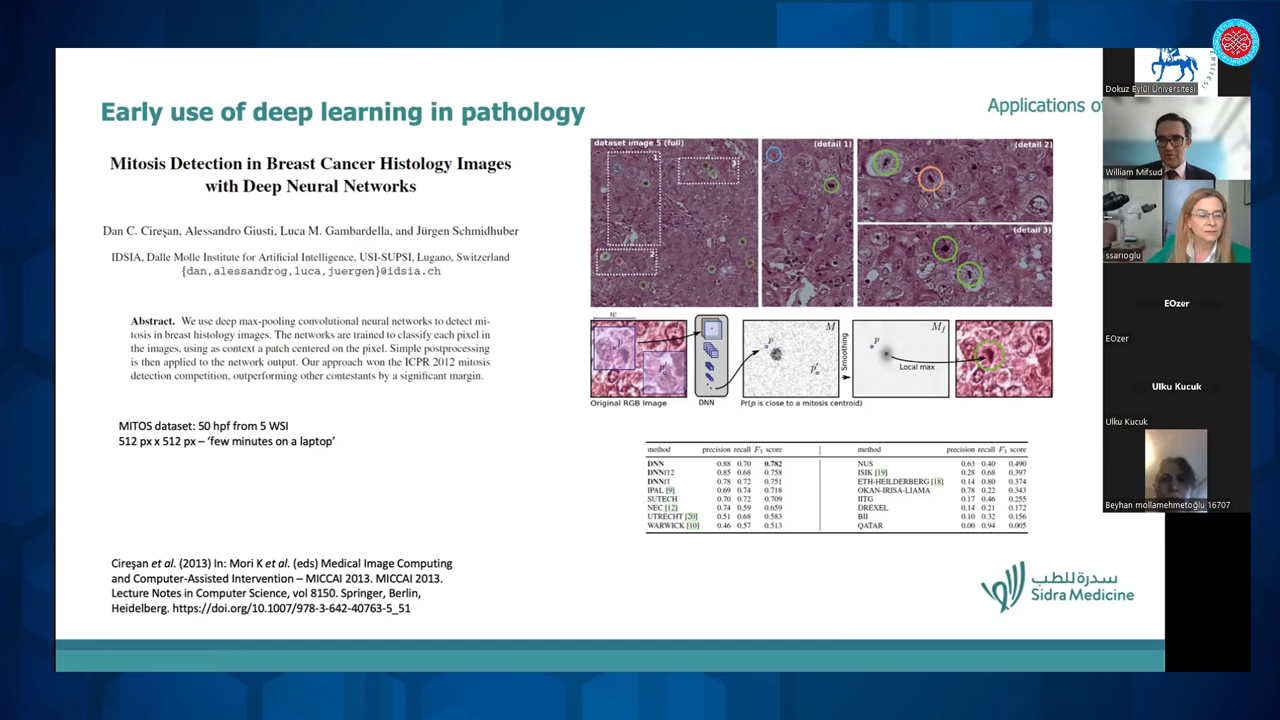 Early use of deep learning in pathology
Applications of
Mitosis Detection in Breast Cancer Histology Images
with Deep Neural Networks
Dan C. Cireşan, Alessandro Giusti, Luca M. Gambardella, and Jürgen Schmidhuber
IDSIA, Dalle Molle Institute for Artificial Intelligence, USI-SUPSI, Lugano, Switzerland
{dan,alessandrog,luca,juergen}@idsia.ch
Abstract. We use deep max-pooling convolutional neural networks to detect mi-
tosis in breast histology images. The networks are trained to classify each pixel in
the images, using as context a patch centered on the pixel. Simple postprocessing
is then applied to the network output. Our approach won the ICPR 2012 mitosis
detection competition, outperforming other contestants by a significant margin.
MITOS dataset: 50 hpf from 5 WSI
512 px x 512 px – ‘few minutes on a laptop’
Cireşan et al. (2013) In: Mori K et al. (eds) Medical Image Computing
and Computer-Assisted Intervention – MICCAI 2013. MICCAI 2013.
Lecture Notes in Computer Science, vol 8150. Springer, Berlin,
Heidelberg. https://doi.org/10.1007/978-3-642-40763-5_51
dataset image 5 (full)
1
3
2
(detail 1)
(detail 2)
(detail 3)
w
p
p'
M
p
p'
Smoothing
Mf
p
Local max
Original RGB Image
DNN
Pr(p is close to a mitosis centroid)
method precision recall F1 score
DNN 0.88 0.70 0.782
DNNf12 0.85 0.68 0.758
DNNf1 0.78 0.72 0.751
IPAL [9] 0.69 0.74 0.718
SUTECH 0.70 0.72 0.709
NEC [12] 0.74 0.59 0.659
UTRECHT [20] 0.51 0.68 0.583
WARWICK [10] 0.46 0.57 0.513
method precision recall F1 score
NUS 0.63 0.40 0.490
ISIK [19] 0.28 0.68 0.397
ETH-HEILDERBERG [18] 0.14 0.80 0.374
OKAN-IRISA-LIAMA 0.78 0.22 0.343
IITG 0.17 0.46 0.255
DREXEL 0.14 0.21 0.172
BII 0.10 0.32 0.156
QATAR 0.00 0.94 0.005
سدرة للطب
Sidra Medicine
Dokuz Eylül Üniversitesi
William Mifsud
ssarioglu
EOzer
EOzer
Ulku Kucuk
Ulku Kucuk
Beyhan mollamehmetoğlu 16707